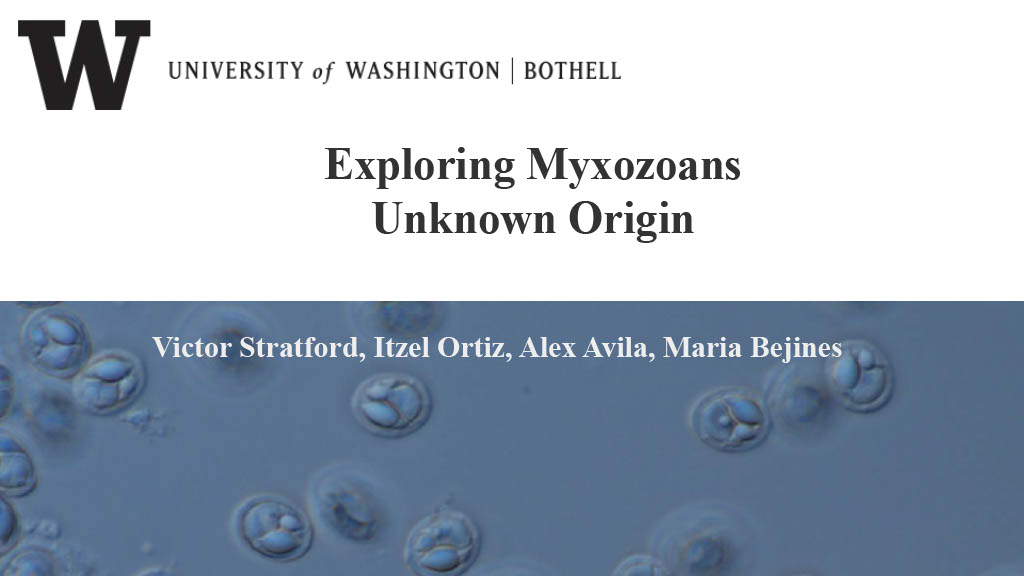 W
UNIVERSITY of WASHINGTON | BOTHELL
Exploring Myxozoans
Unknown Origin
Victor Stratford, Itzel Ortiz, Alex Avila, Maria Bejines